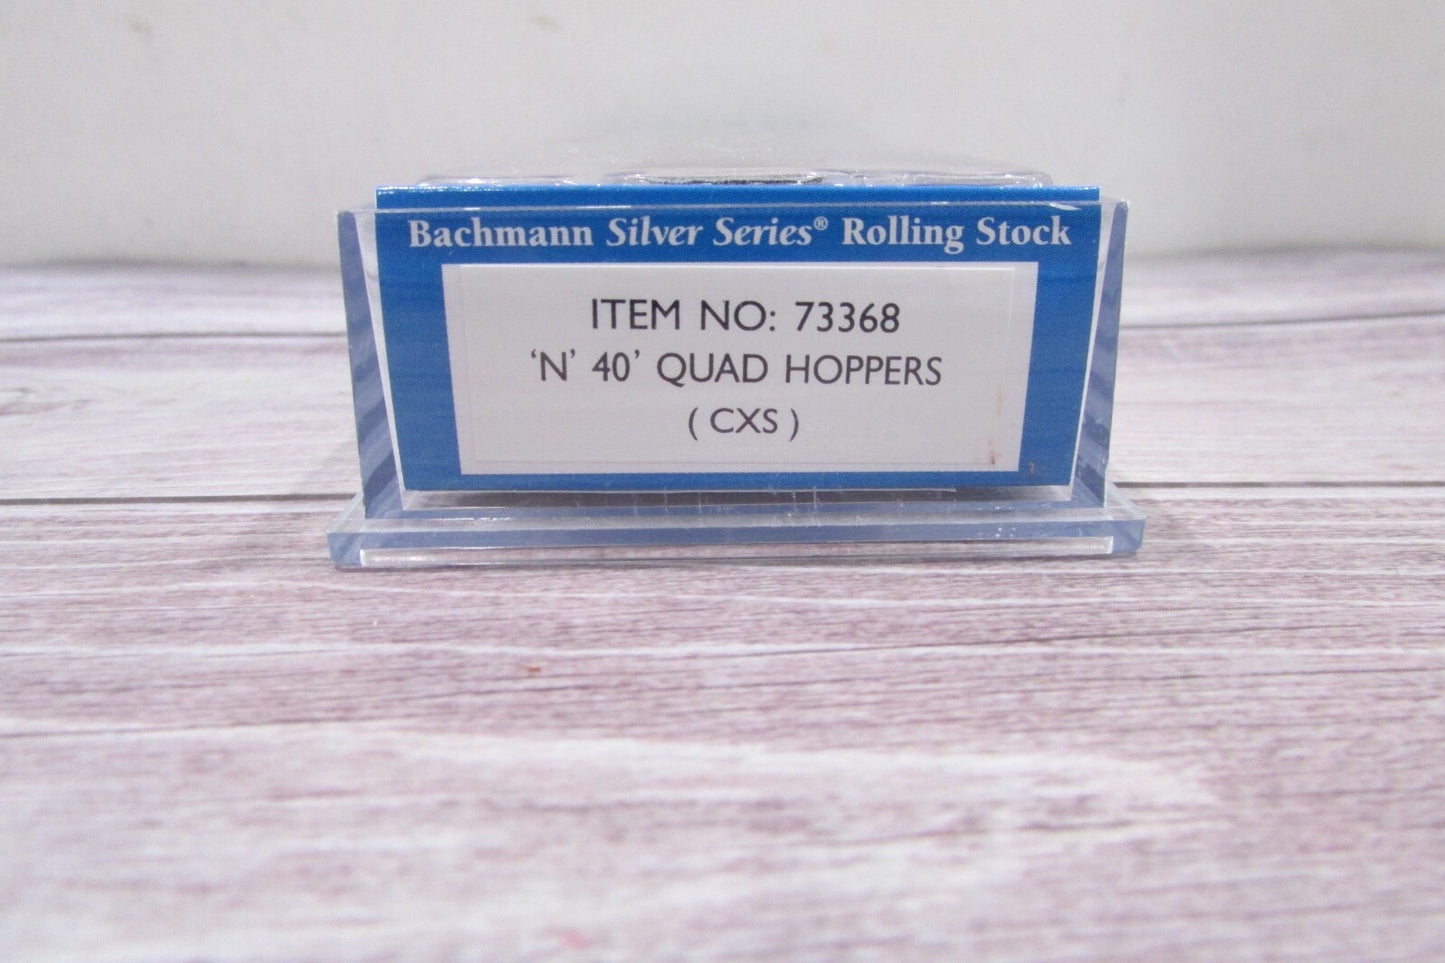 Bachmann Silver Series® Rolling Stock
ITEM NO: 73368
‘N’ 40’ QUAD HOPPERS
( CXS )